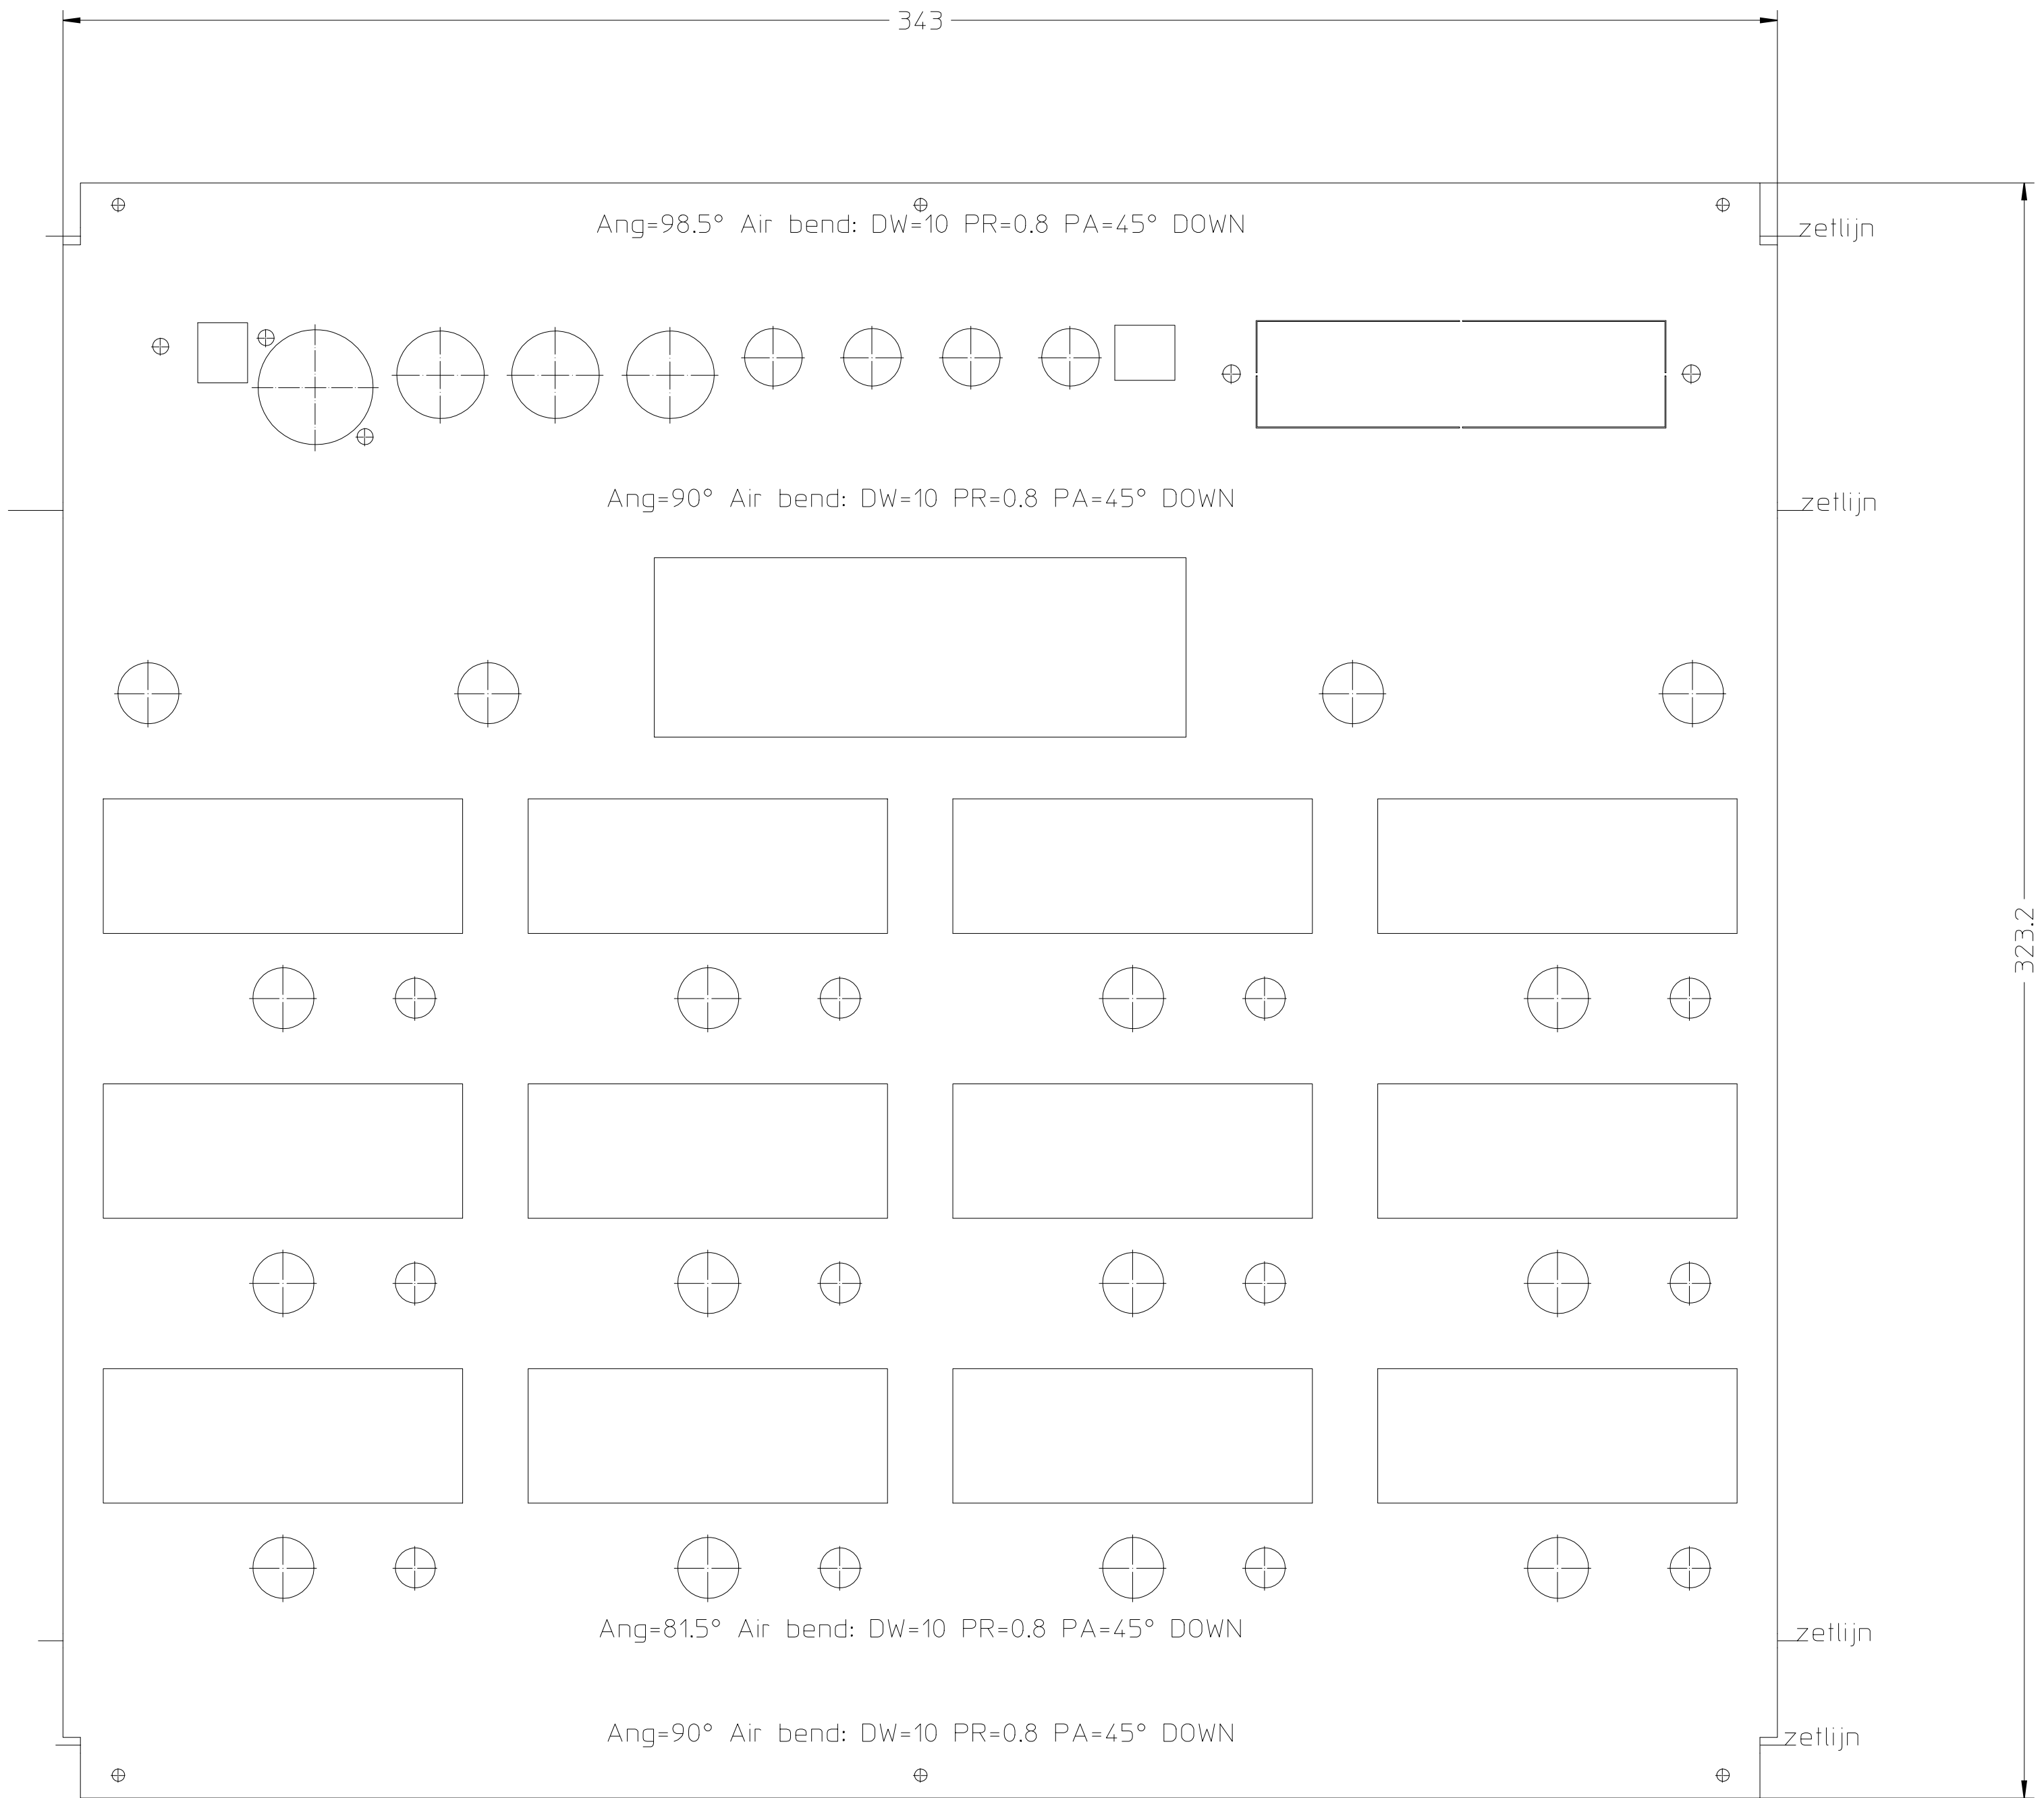 343
Ang=98.5° Air bend: DW=10 PR=0.8 PA=45° DOWN
zetlijn
Ang=90° Air bend: DW=10 PR=0.8 PA=45° DOWN
zetlijn
323.2
Ang=81.5° Air bend: DW=10 PR=0.8 PA=45° DOWN
zetlijn
Ang=90° Air bend: DW=10 PR=0.8 PA=45° DOWN
zetlijn